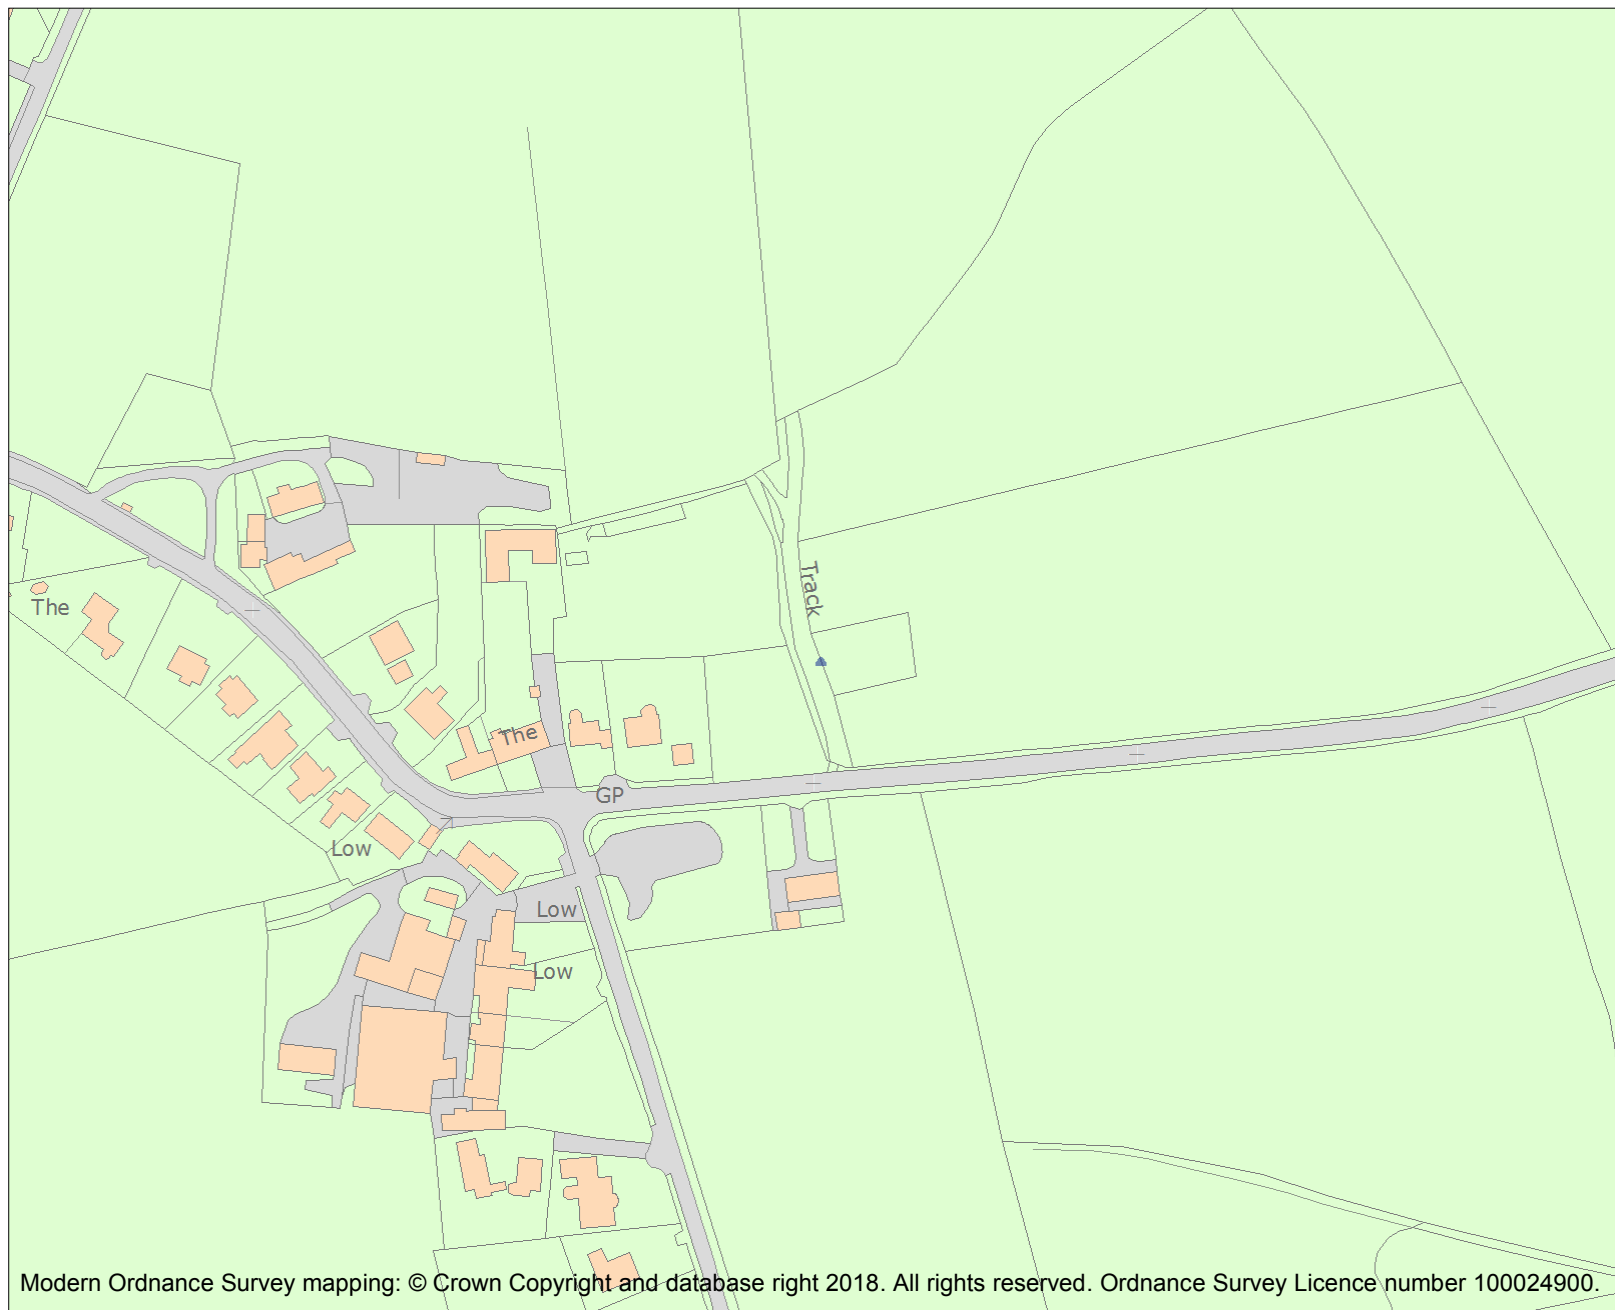 Track
The
The
GP
Low
Low
Low
Modern Ordnance Survey mapping: © Crown Copyright and database right 2018. All rights reserved. Ordnance Survey Licence number 100024900.